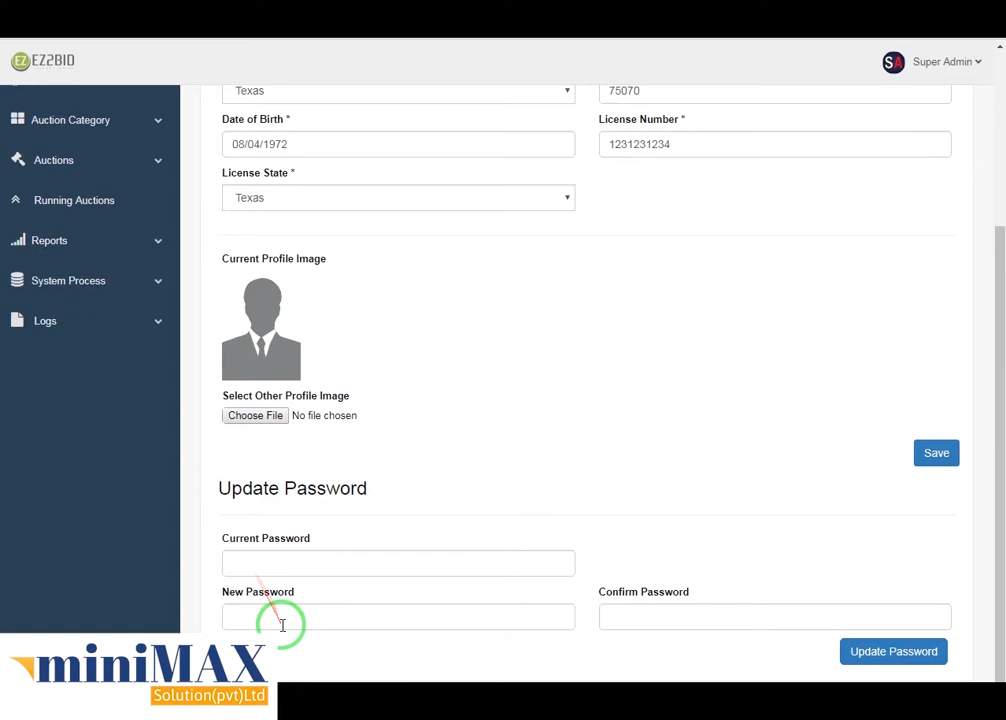 EZ EZ2BID
SA Super Admin
Texas
75070
Auction Category
Date of Birth *
License Number *
08/04/1972
1231231234
Auctions
License State *
Running Auctions
Texas
Reports
Current Profile Image
System Process
Logs
Select Other Profile Image
Choose File No file chosen
Save
Update Password
Current Password
New Password
Confirm Password
Update Password
miniMAX
Solution(pvt)Ltd